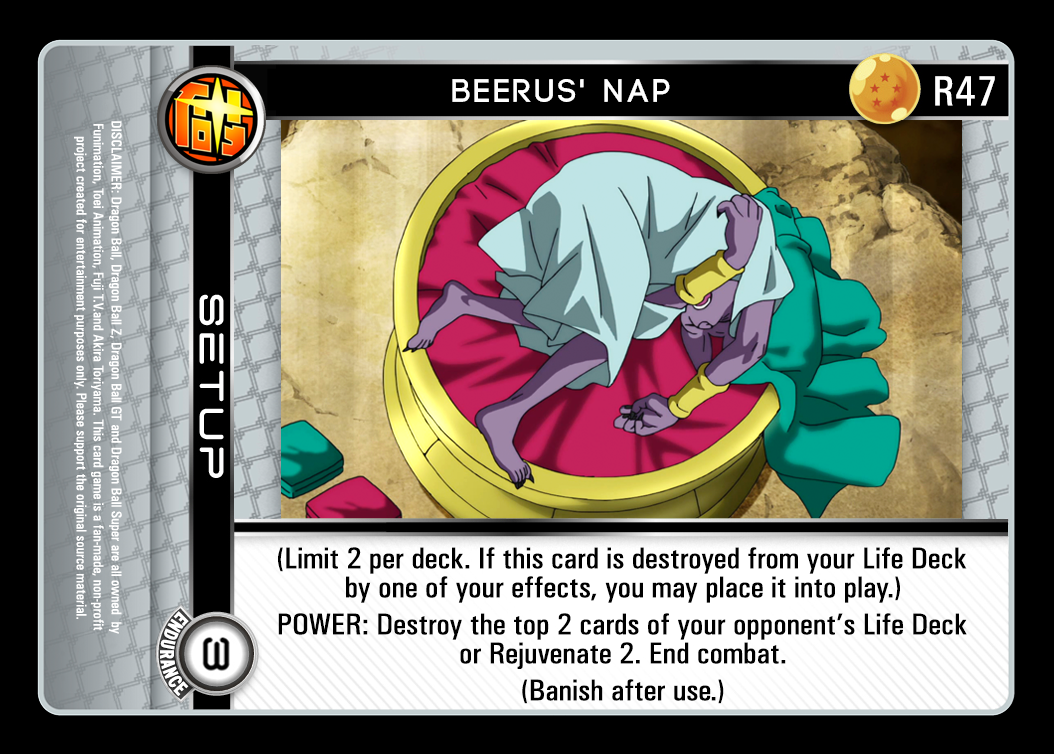 BEERUS' NAP
R47
DISCLAIMER: Dragon Ball, Dragon Ball Z, Dragon Ball GT and Dragon Ball Super are all owned by
Funimation, Toei Animation, Fuji T.V.and Akira Toriyama. This card game is a fan-made, non-profit
project created for entertainment purposes only. Please support the original source material.
SETUP
ENDURANCE
3
(Limit 2 per deck. If this card is destroyed from your Life Deck
by one of your effects, you may place it into play.)
POWER: Destroy the top 2 cards of your opponent's Life Deck
or Rejuvenate 2. End combat.
(Banish after use.)